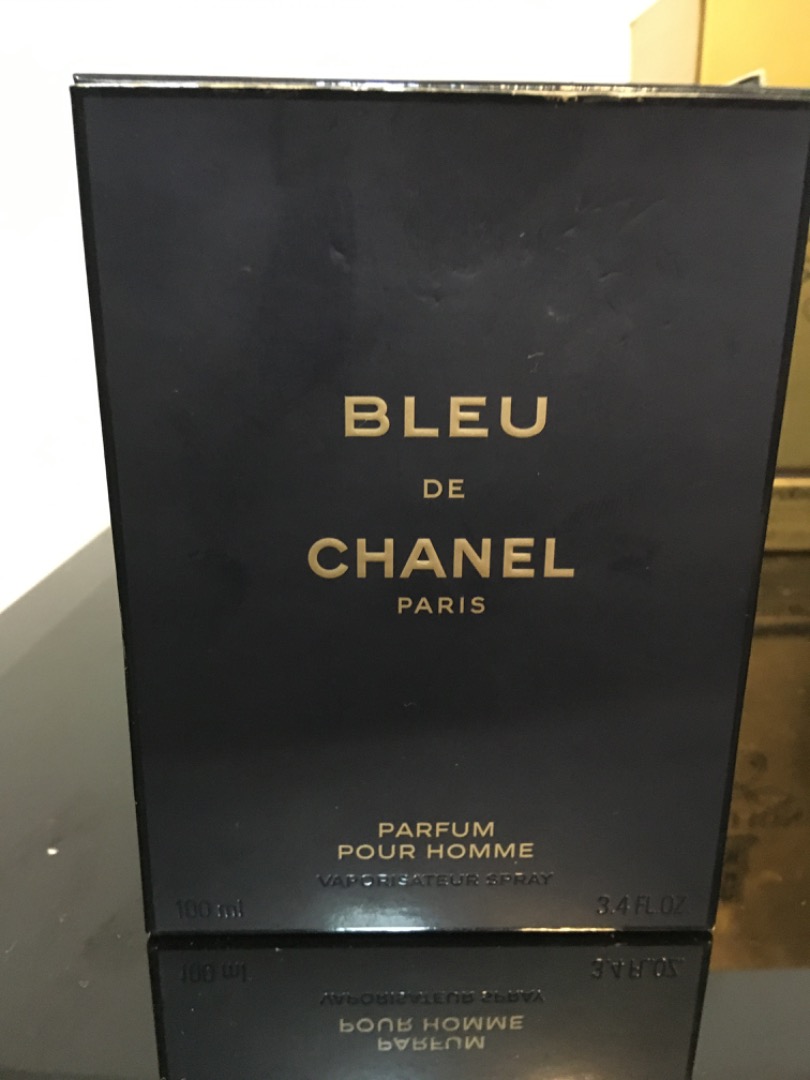 BLEU
DE
CHANEL
PARIS
PARFUM
POUR HOMME
VAPORISATEUR SPRAY
100 ml 3.4 FL.OZ